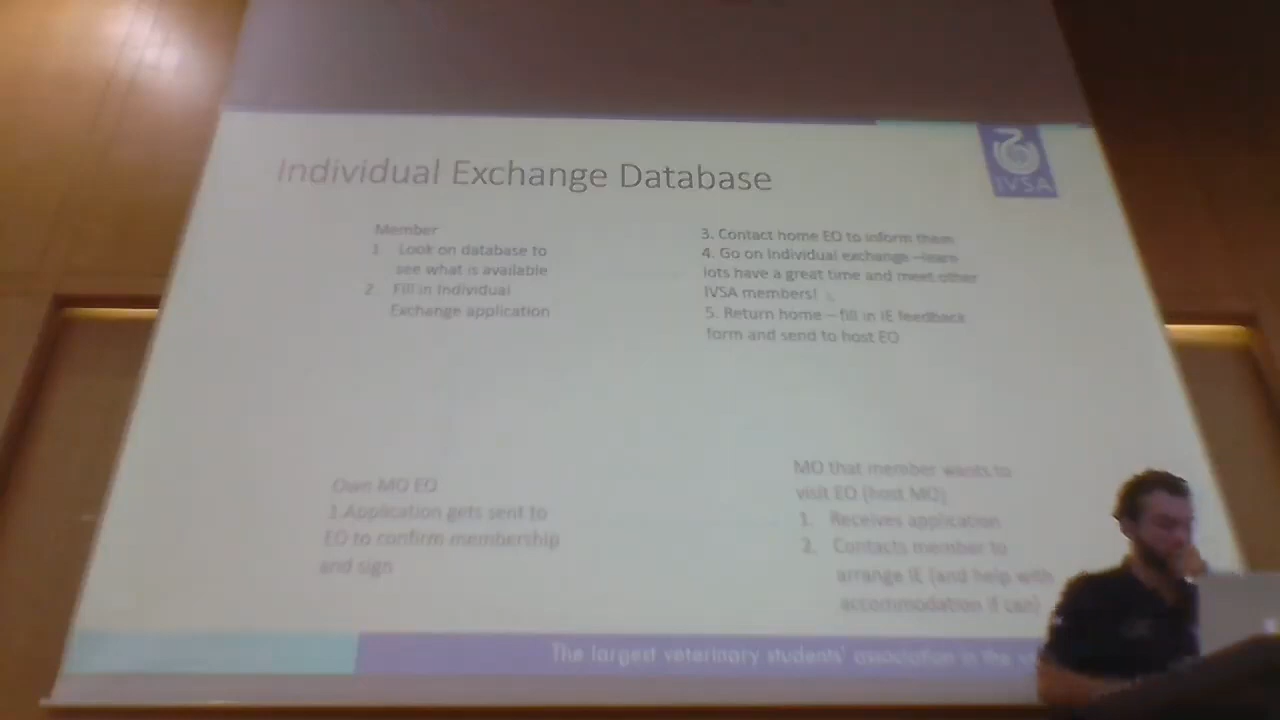 Individual Exchange Database
IVSA
Member
1. Look on database to
see what is available
2. Fill in Individual
Exchange application
3. Contact home EO to inform them
4. Go on Individual exchange –learn
lots have a great time and meet other
IVSA members!
5. Return home – fill in IE feedback
form and send to host EO
Own MO EO
1.Application gets sent to
EO to confirm membership
and sign
MO that member wants to
visit EO (host MO)
1. Receives application
2. Contacts member to
arrange IE (and help with
accommodation if can)
The largest veterinary students' association in the